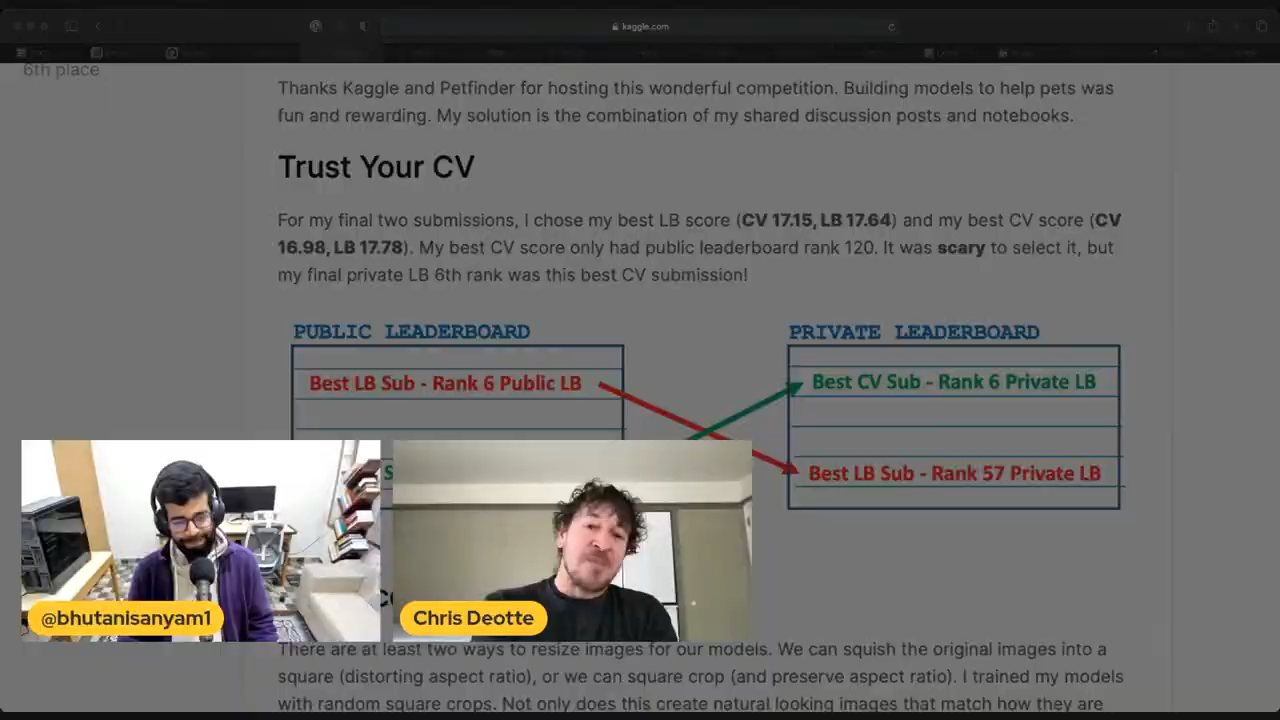 kaggle.com
6th place
Thanks Kaggle and Petfinder for hosting this wonderful competition. Building models to help pets was
fun and rewarding. My solution is the combination of my shared discussion posts and notebooks.
Trust Your CV
For my final two submissions, I chose my best LB score (CV 17.15, LB 17.64) and my best CV score (CV
16.98, LB 17.78). My best CV score only had public leaderboard rank 120. It was scary to select it, but
my final private LB 6th rank was this best CV submission!
PUBLIC LEADERBOARD
PRIVATE LEADERBOARD
Best LB Sub - Rank 6 Public LB
Best CV Sub - Rank 6 Private LB
Best LB Sub - Rank 57 Private LB
@bhutanisanyam1
Chris Deotte
There are at least two ways to resize images for our models. We can squish the original images into a
square (distorting aspect ratio), or we can square crop (and preserve aspect ratio). I trained my models
with random square crops. Not only does this create natural looking images that match how they are